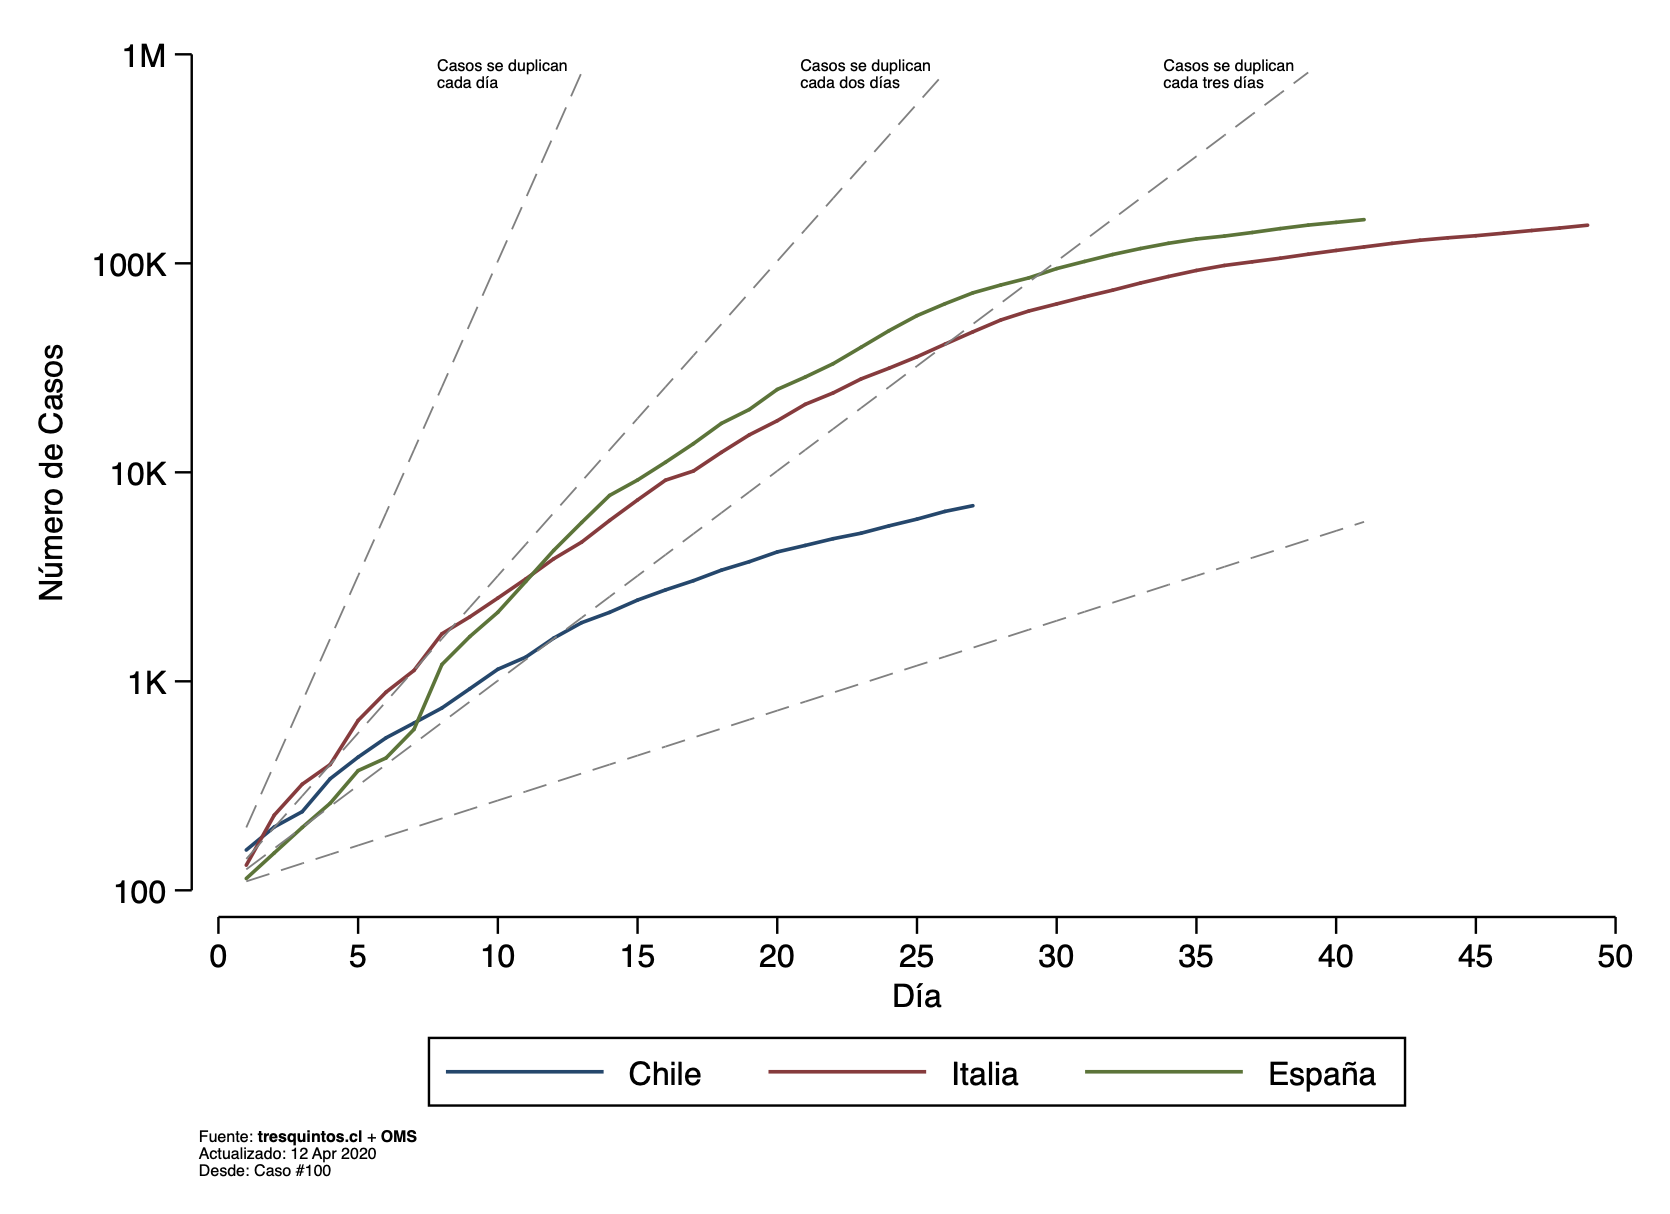 Casos se duplican
cada día
Casos se duplican
cada dos días
Casos se duplican
cada tres días
1M
100K
10K
1K
100
Número de Casos
0 5 10 15 20 25 30 35 40 45 50
Día
Chile Italia España
Fuente: tresquintos.cl + OMS
Actualizado: 12 Apr 2020
Desde: Caso #100